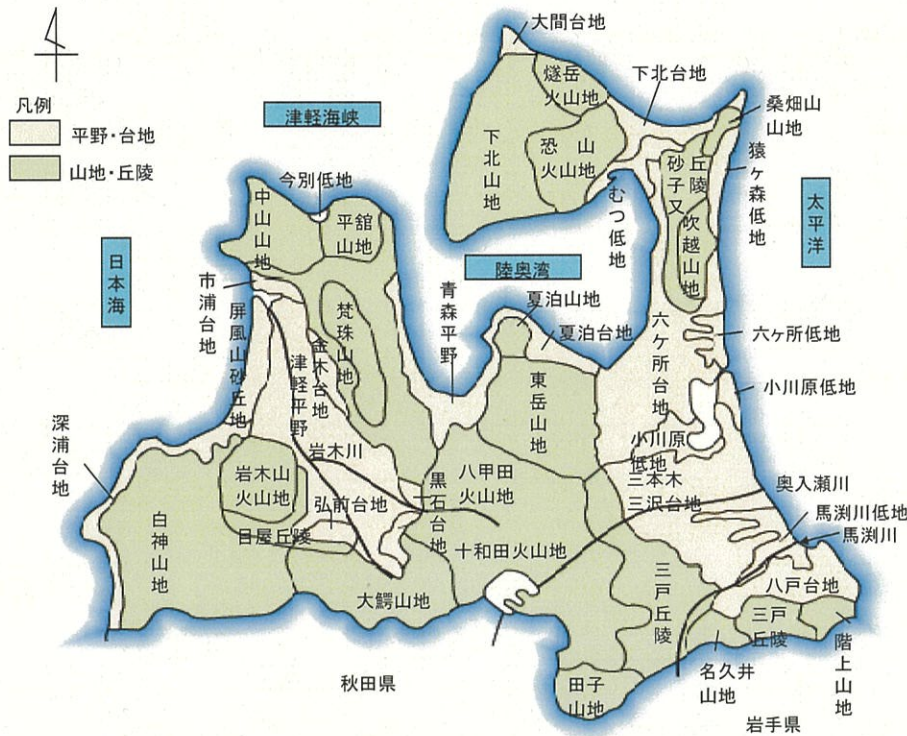 凡例
平野・台地
山地・丘陵
津軽海峡
日本海
陸奥湾
太平洋
大間台地
燧岳
火山地
下北台地
桑畑山
山地
下北山地
恐山
火山地
砂子又
丘陵
猿ヶ森低地
むつ低地
吹越山地
今別低地
中山山地
平舘
山地
市浦台地
屏風山砂丘地
津軽平野
金木台地
梵珠山地
青森平野
夏泊山地
夏泊台地
東岳山地
六ヶ所台地
六ヶ所低地
小川原低地
小川原
低地
深浦台地
岩木川
岩木山
火山地
弘前台地
黒石台地
八甲田
火山地
三本木
三沢台地
奥入瀬川
馬渕川低地
馬渕川
目屋丘陵
白神山地
十和田火山地
大鰐山地
三戸丘陵
八戸台地
三戸
丘陵
名久井
山地
階上山地
田子
山地
秋田県
岩手県